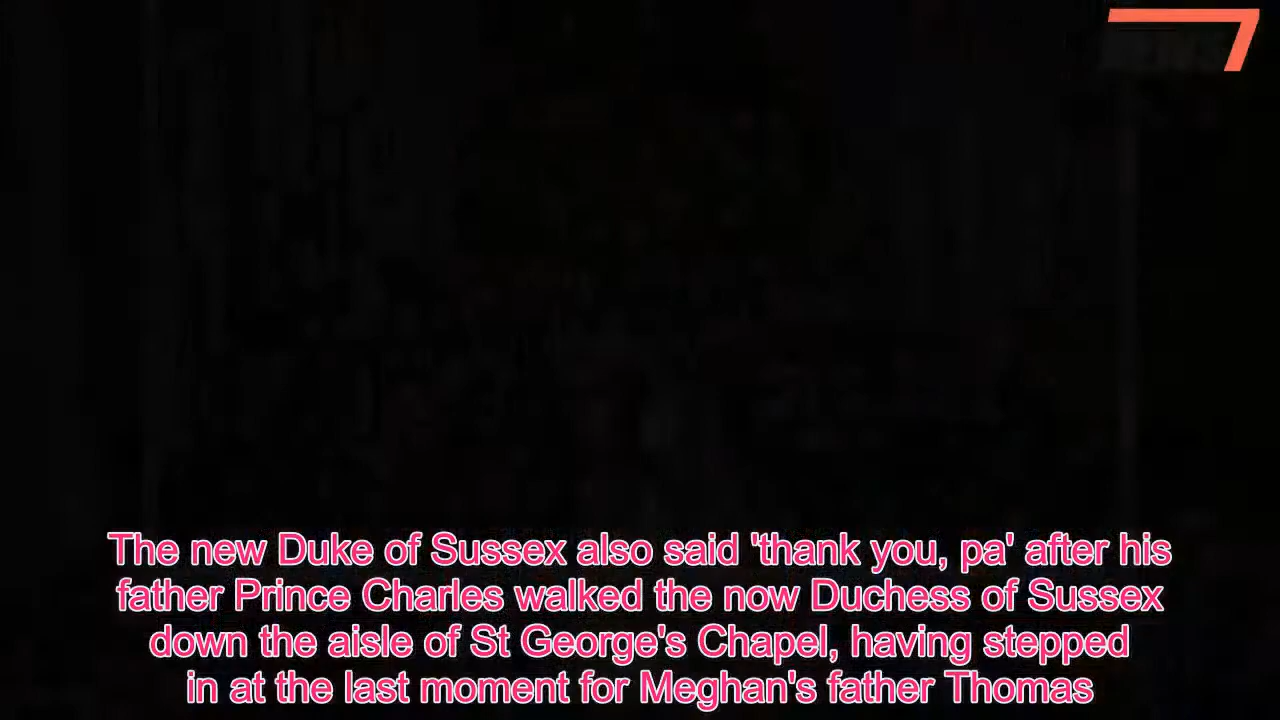 The new Duke of Sussex also said 'thank you, pa' after his
father Prince Charles walked the now Duchess of Sussex
down the aisle of St George's Chapel, having stepped
in at the last moment for Meghan's father Thomas